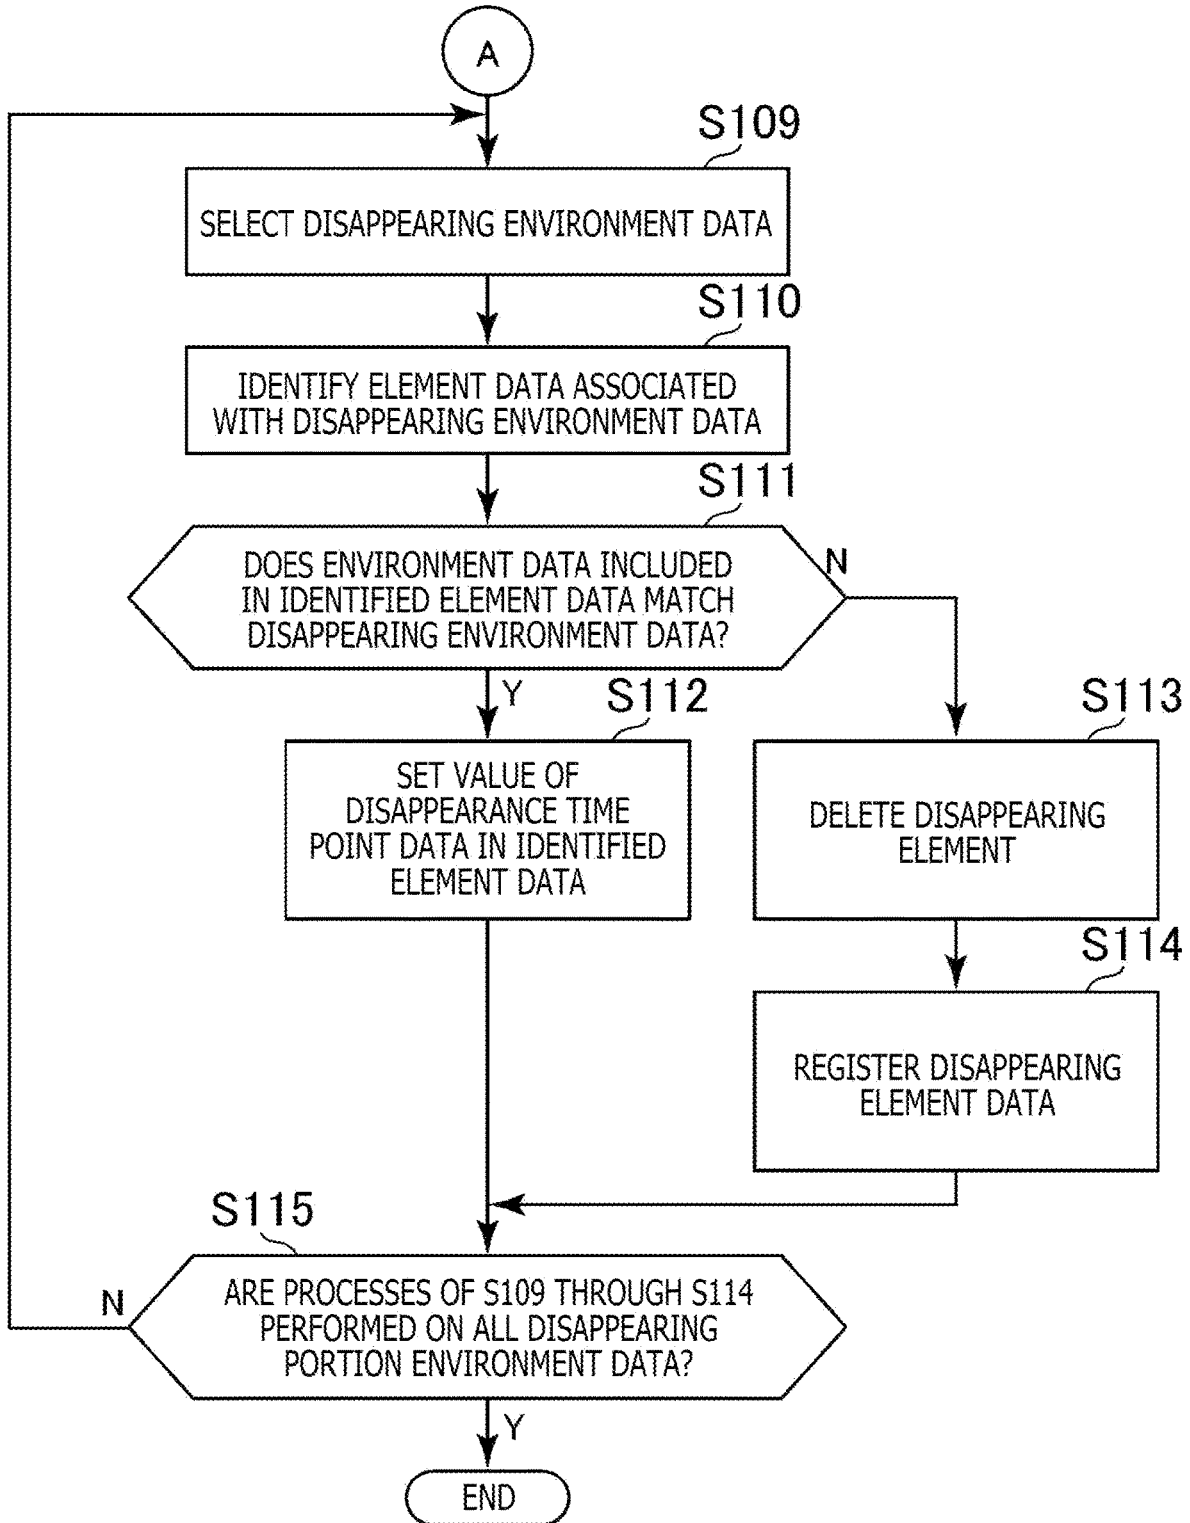 A
S109
SELECT DISAPPEARING ENVIRONMENT DATA
S110
IDENTIFY ELEMENT DATA ASSOCIATED
WITH DISAPPEARING ENVIRONMENT DATA
S111
DOES ENVIRONMENT DATA INCLUDED
IN IDENTIFIED ELEMENT DATA MATCH
DISAPPEARING ENVIRONMENT DATA?
N
Y
S112
SET VALUE OF
DISAPPEARANCE TIME
POINT DATA IN IDENTIFIED
ELEMENT DATA
S113
DELETE DISAPPEARING
ELEMENT
S114
REGISTER DISAPPEARING
ELEMENT DATA
S115
ARE PROCESSES OF S109 THROUGH S114
PERFORMED ON ALL DISAPPEARING
PORTION ENVIRONMENT DATA?
N
Y
END